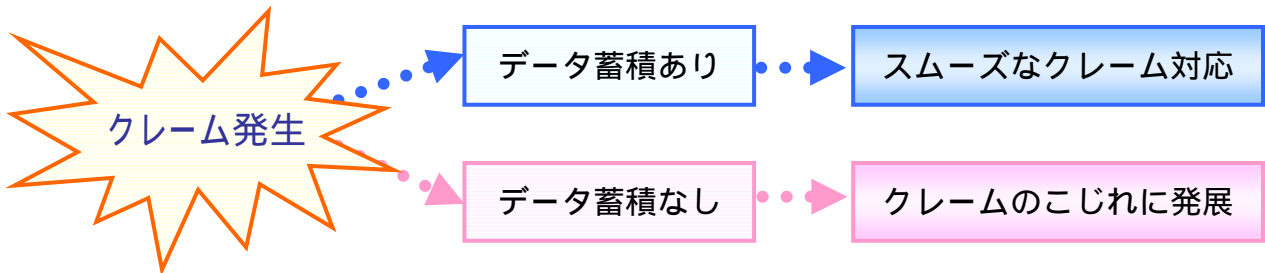 クレーム発生
データ蓄積あり
スムーズなクレーム対応
データ蓄積なし
クレームのこじれに発展